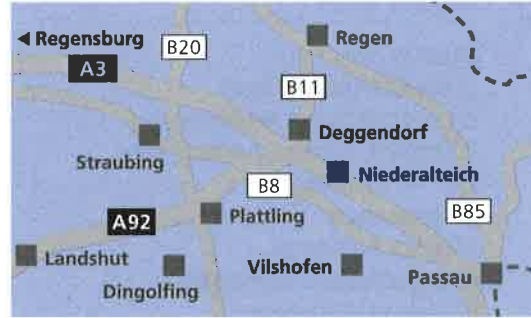 ◄ Regensburg
B20
Regen
A3
B11
Deggendorf
Straubing
Niederalteich
B8
B85
A92
Plattling
Landshut
Vilshofen
Passau
Dingolfing